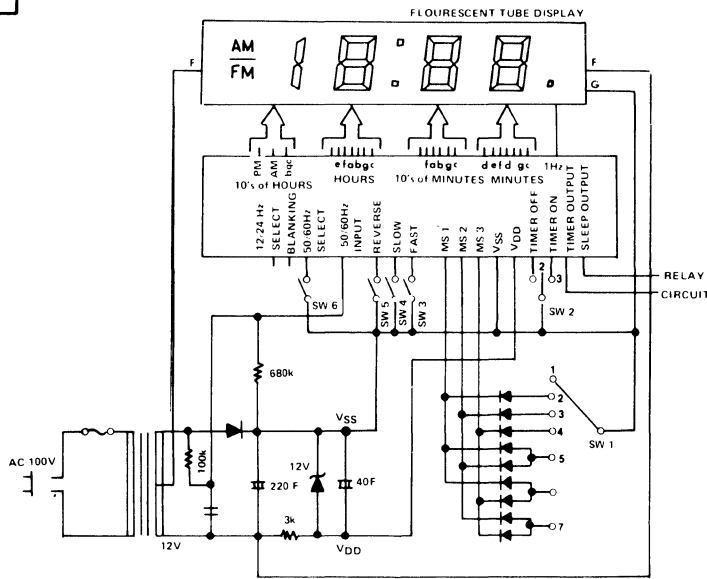 FLOURESCENT TUBE DISPLAY
F
AM
FM
F
G
PM
AM
bgc
efabgc
fabgc
defd gc
1Hz
10's of HOURS
HOURS
10's of MINUTES
MINUTES
12/24 Hz
SELECT
BLANKING
50/60Hz
SELECT
50/60Hz
INPUT
REVERSE
SLOW
FAST
MS 1
MS 2
MS 3
VSS
VDD
TIMER OFF
TIMER ON
TIMER OUTPUT
SLEEP OUTPUT
2
3
RELAY
CIRCUIT
SW 6
SW 5
SW 4
SW 3
SW 2
680k
1
2
3
4
SW 1
5
7
AC 100V
100k
VSS
12V
220 F
40F
3k
12V
VDD